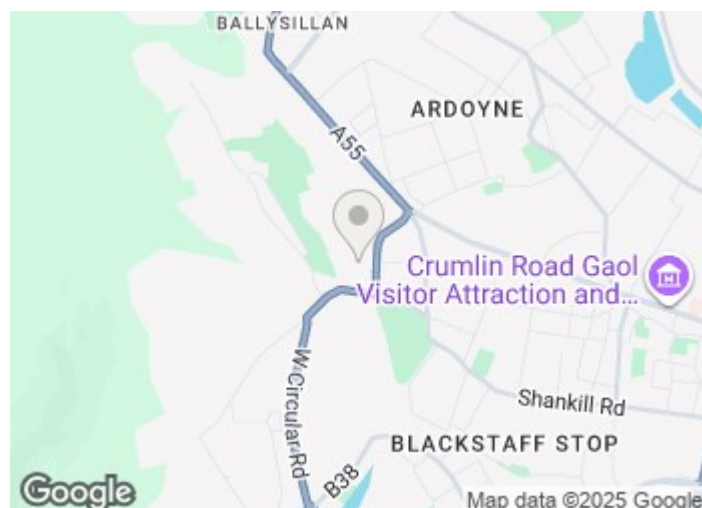 BALLYSILLAN
ARDOYNE
A55
Crumlin Road Gaol
Visitor Attraction and...
W Circular Rd
Shankill Rd
BLACKSTAFF STOP
B38
Google
Map data ©2025 Google